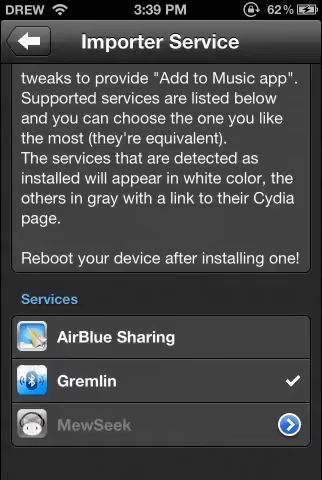 DREW 3:39 PM 62%
Importer Service
tweaks to provide "Add to Music app".
Supported services are listed below
and you can choose the one you like
the most (they're equivalent).
The services that are detected as
installed will appear in white color, the
others in gray with a link to their Cydia
page.
Reboot your device after installing one!
Services
AirBlue Sharing
Gremlin
MewSeek